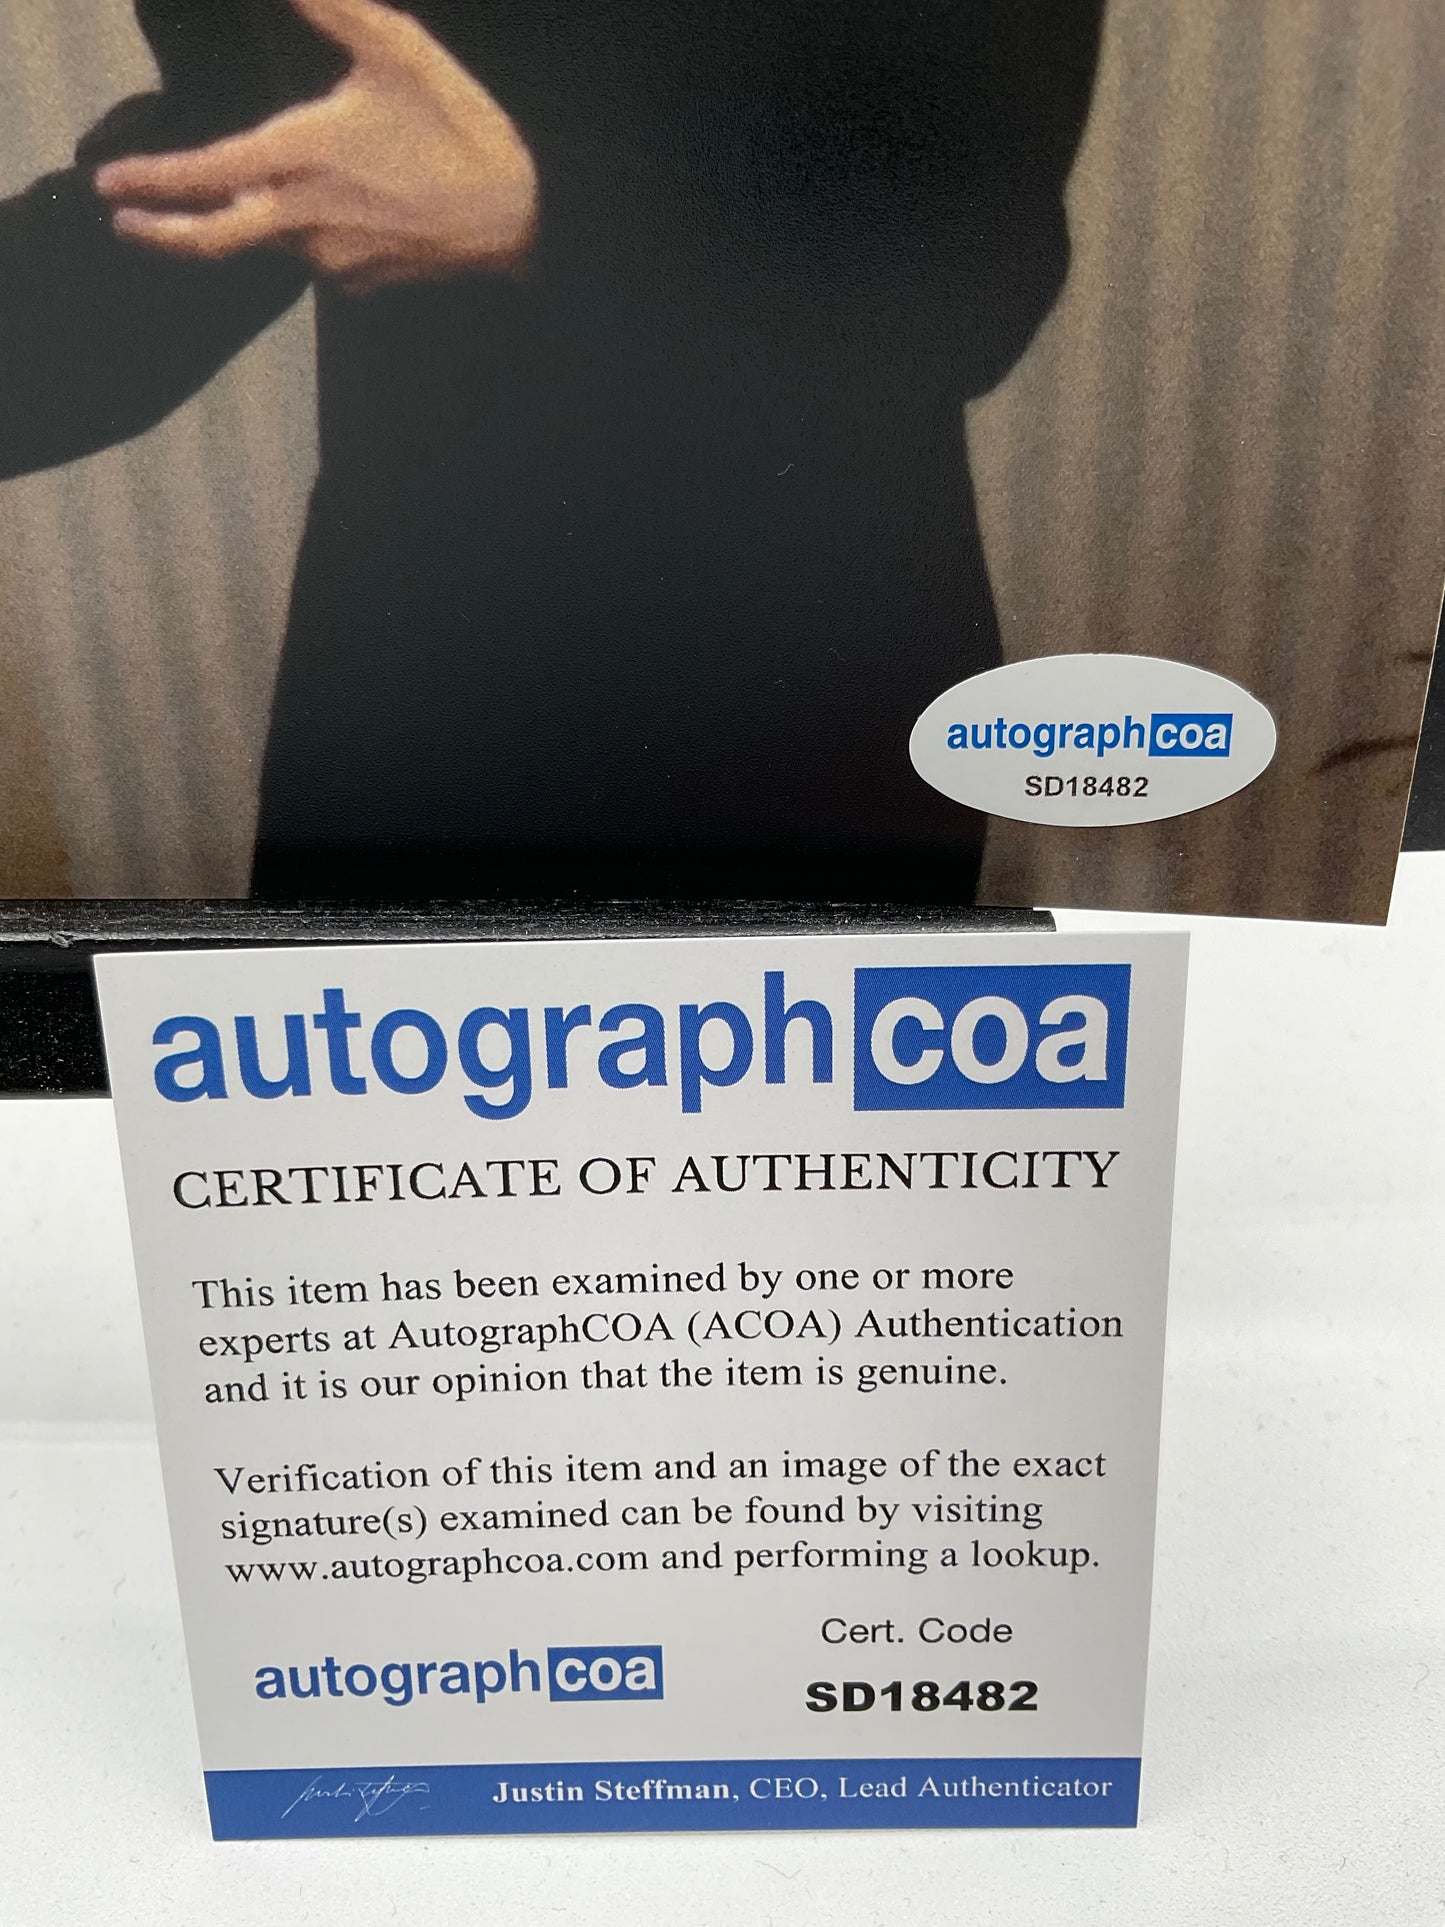 autographcoa
SD18482
autographcoa
CERTIFICATE OF AUTHENTICITY
This item has been examined by one or more
experts at AutographCOA (ACOA) Authentication
and it is our opinion that the item is genuine.
Verification of this item and an image of the exact
signature(s) examined can be found by visiting
www.autographcoa.com and performing a lookup.
Cert. Code
autographcoa
SD18482
Justin Steffman, CEO, Lead Authenticator